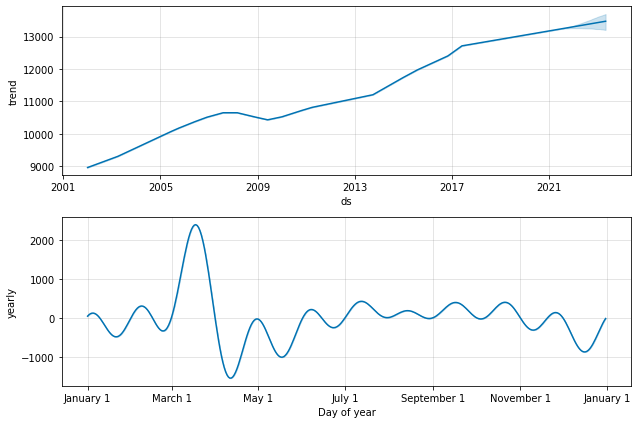 13000
12000
11000
10000
9000
trend
2001 2005 2009 2013 2017 2021
ds
2000
1000
0
−1000
yearly
January 1 March 1 May 1 July 1 September 1 November 1 January 1
Day of year